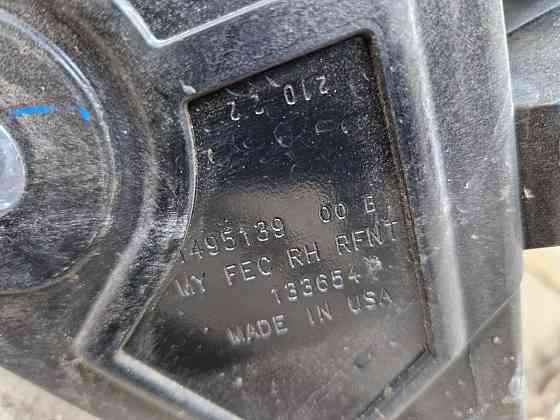 210 22
1495139 00 B
MY FEC RH RFNT
133654
MADE IN USA